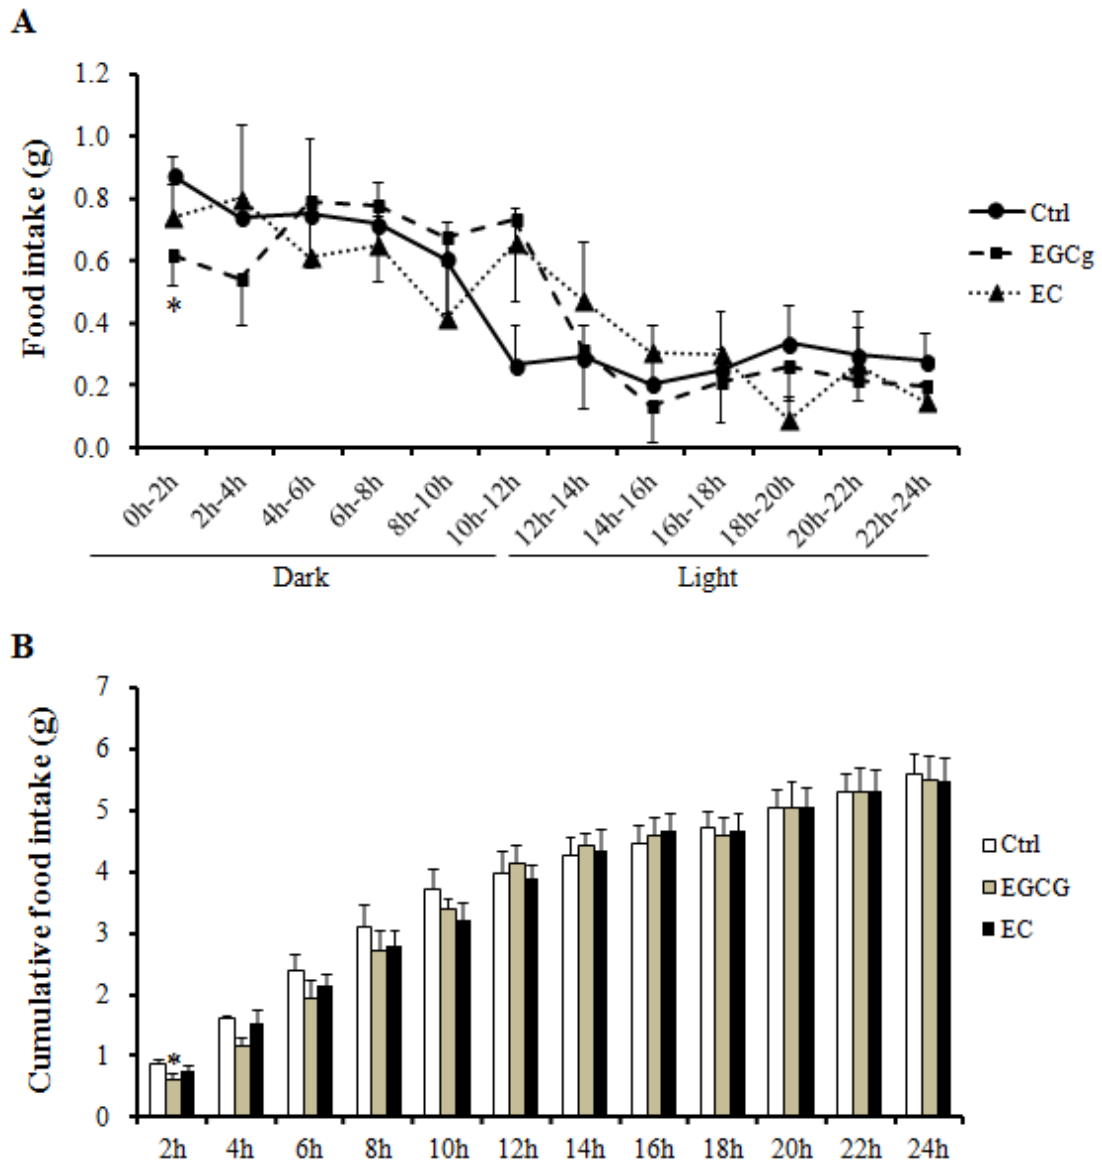 A
Food intake (g)
1.2
1.0
0.8
0.6
0.4
0.2
0.0
*
Ctrl
EGCg
EC
0h-2h
2h-4h
4h-6h
6h-8h
8h-10h
10h-12h
12h-14h
14h-16h
16h-18h
18h-20h
20h-22h
22h-24h
Dark
Light
B
Cumulative food intake (g)
7
6
5
4
3
2
1
0
*
Ctrl
EGCG
EC
2h
4h
6h
8h
10h
12h
14h
16h
18h
20h
22h
24h